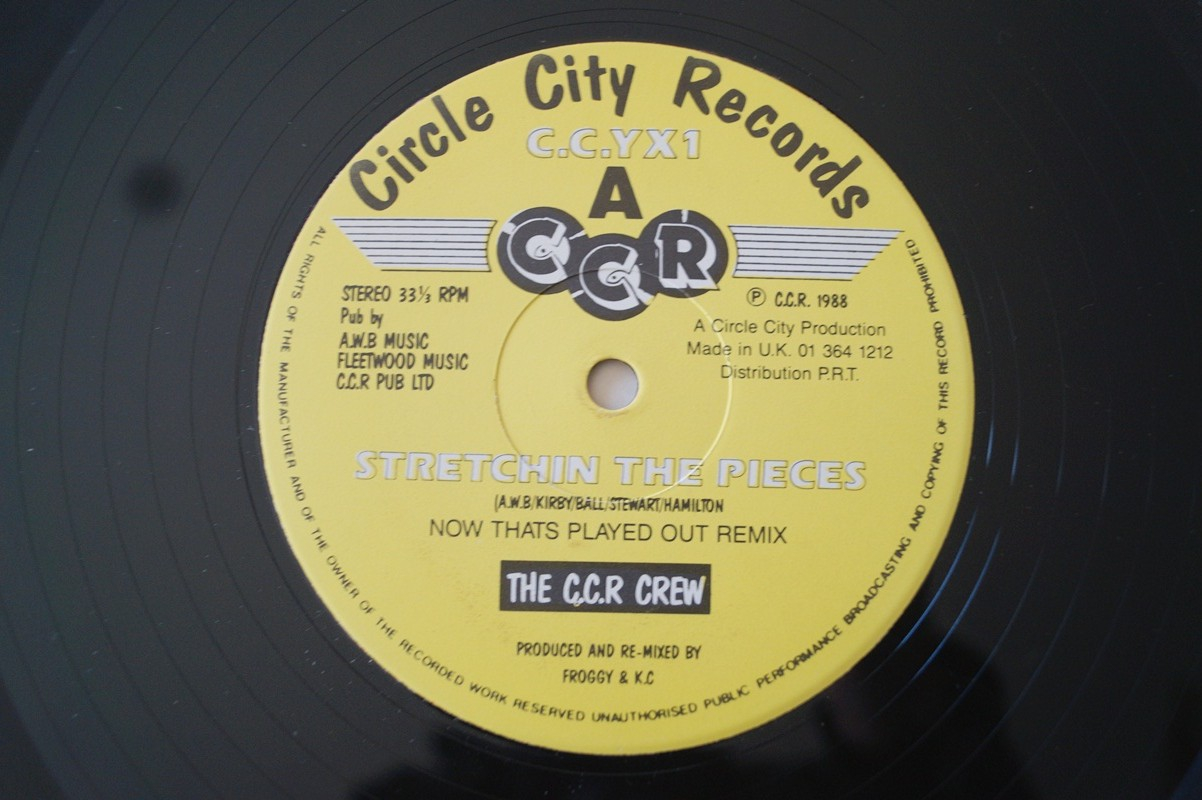 Circle City Records
C.C.YX1
A
CCR
STEREO 33⅓ RPM
Pub by
A.W.B MUSIC
FLEETWOOD MUSIC
C.C.R PUB LTD
Ⓟ C.C.R. 1988
A Circle City Production
Made in U.K. 01 364 1212
Distribution P.R.T.
STRETCHIN THE PIECES
(A.W.B/KIRBY/BALL/STEWART/HAMILTON
NOW THATS PLAYED OUT REMIX
THE C.C.R CREW
PRODUCED AND RE-MIXED BY
FROGGY & K.C
ALL RIGHTS OF THE MANUFACTURER AND OF THE OWNER OF THE RECORDED WORK RESERVED UNAUTHORISED PUBLIC PERFORMANCE BROADCASTING AND COPYING OF THIS RECORD PROHIBITED